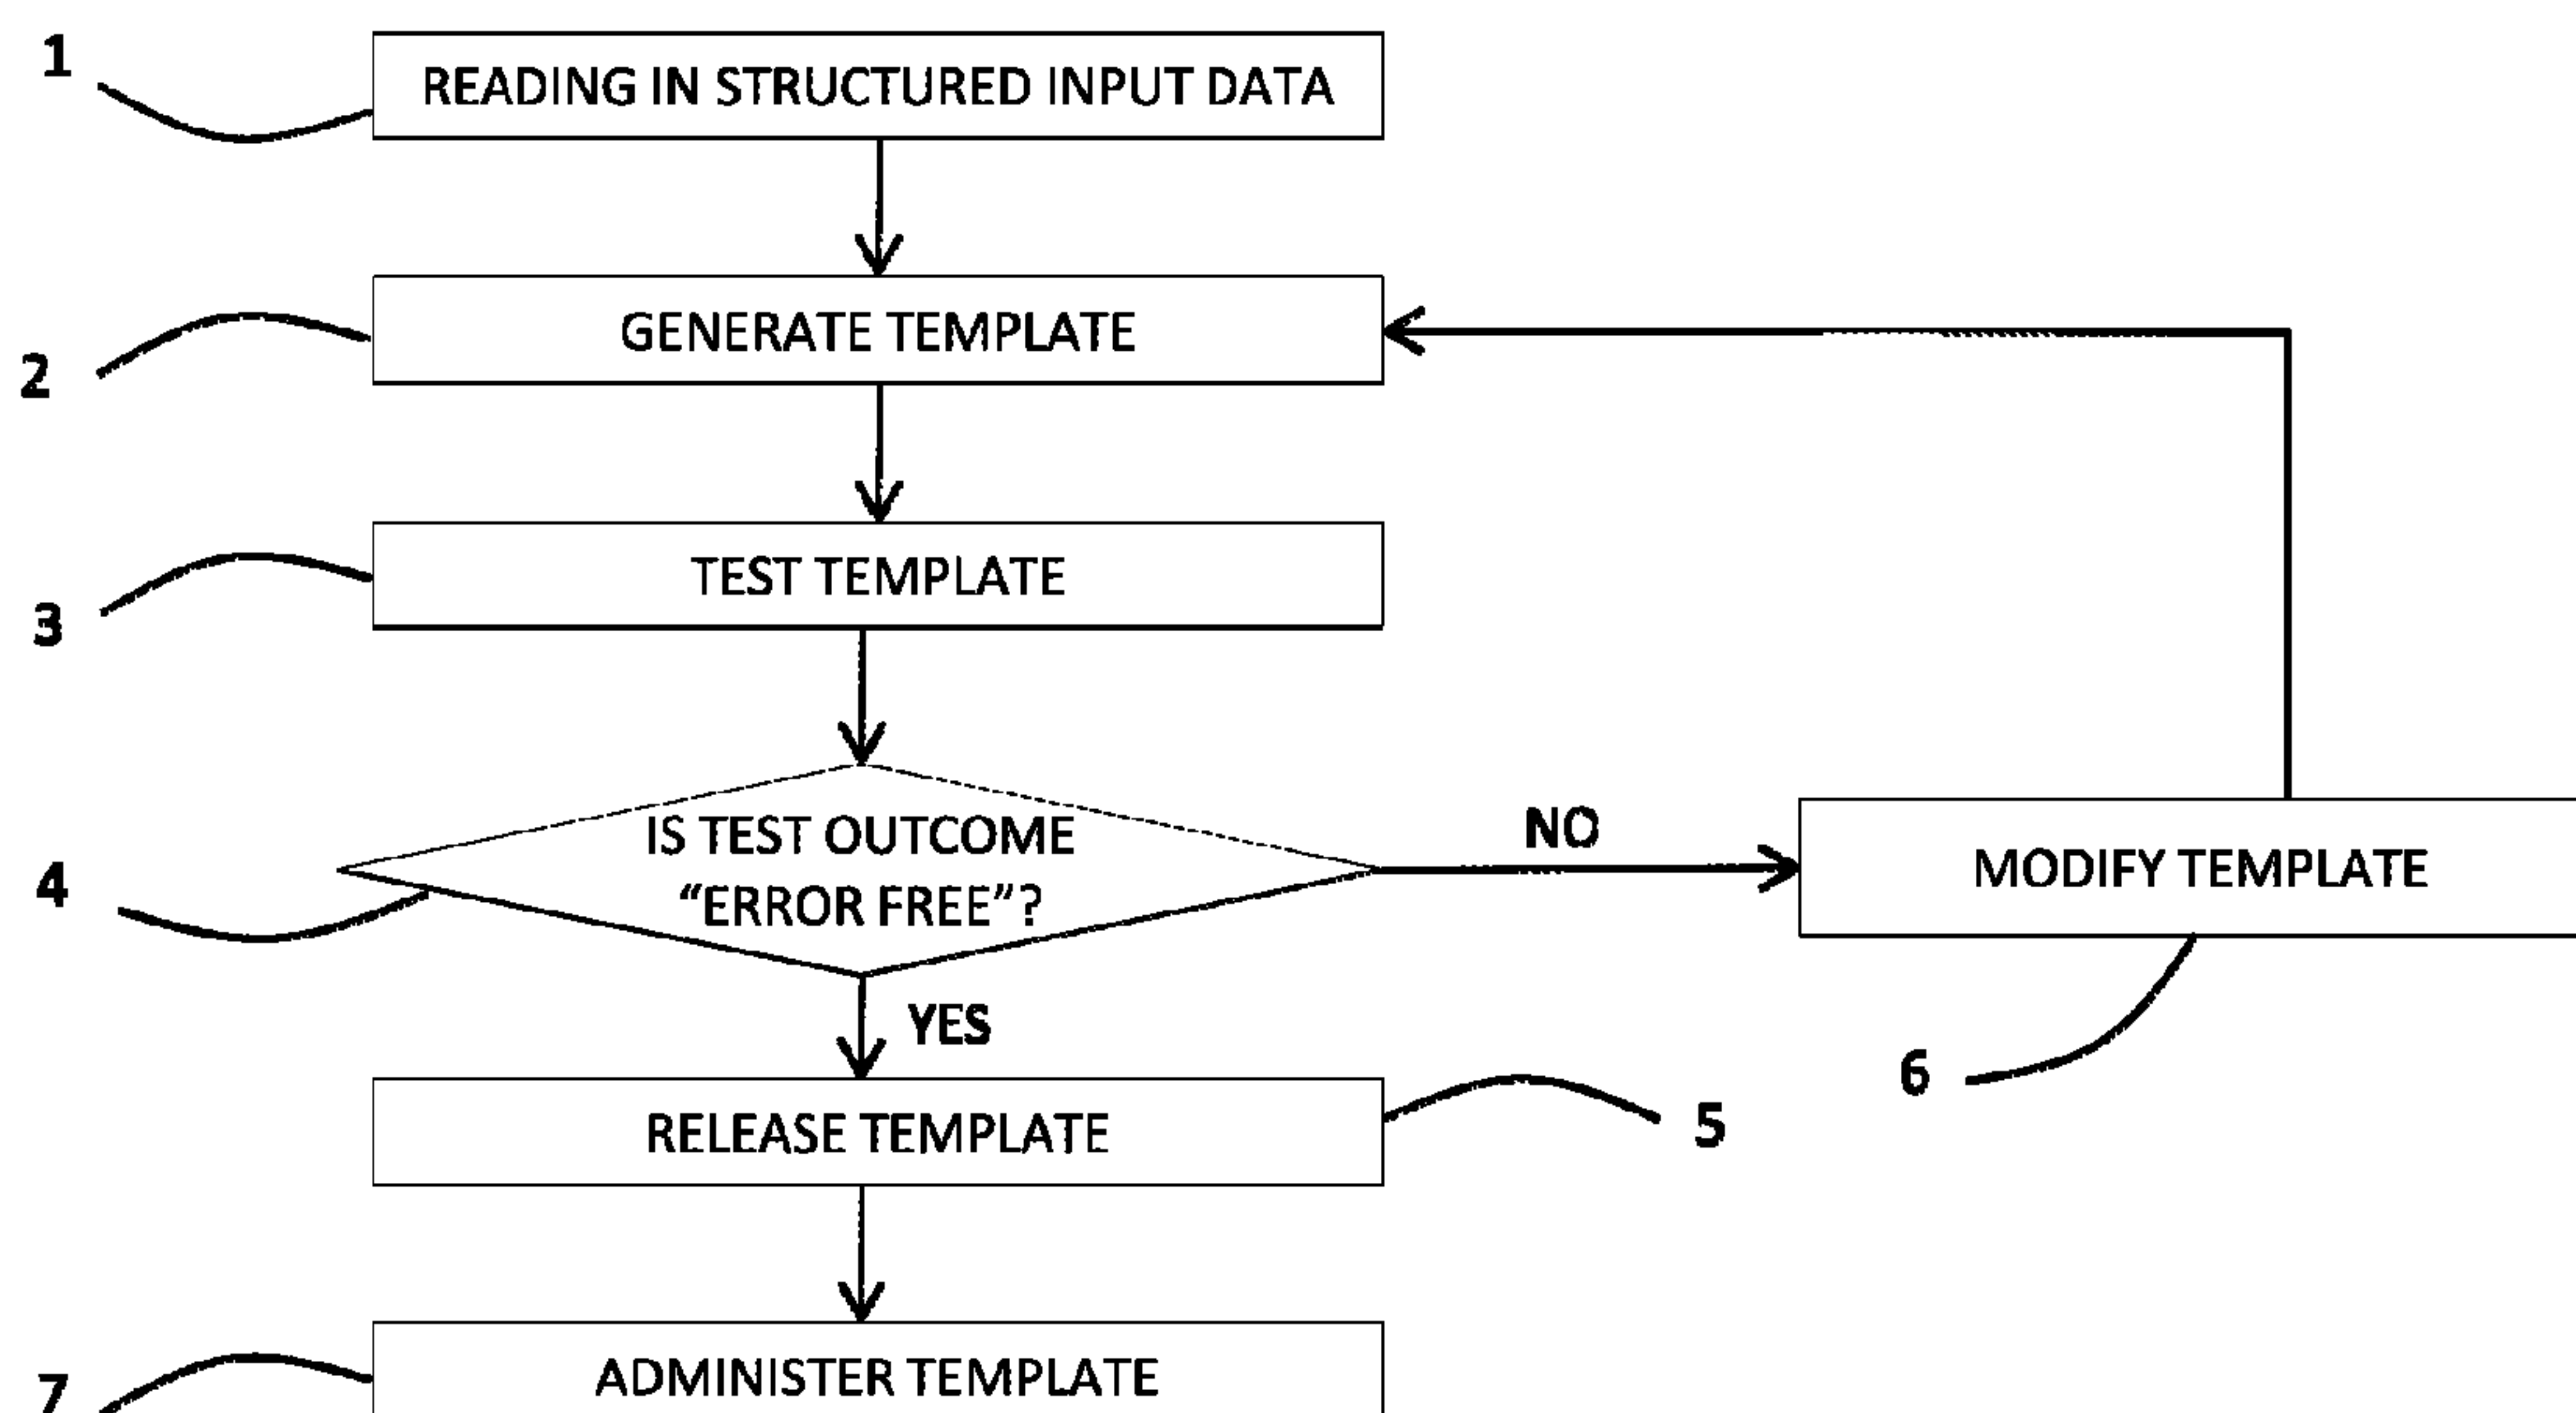 1
READING IN STRUCTURED INPUT DATA
2
GENERATE TEMPLATE
3
TEST TEMPLATE
4
IS TEST OUTCOME
“ERROR FREE”?
NO
MODIFY TEMPLATE
6
YES
RELEASE TEMPLATE
5
7
ADMINISTER TEMPLATE